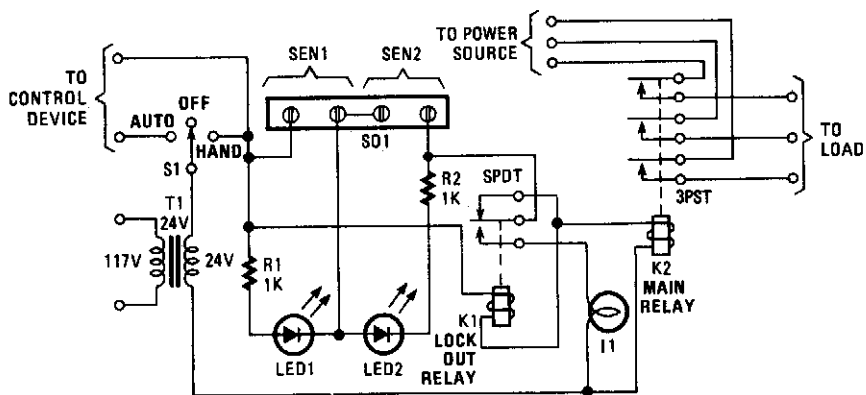 TO POWER
SOURCE
SEN1
SEN2
TO
CONTROL
DEVICE
OFF
AUTO
HAND
S1
SO1
TO
LOAD
3PST
T1
24V
117V
24V
R1
1K
R2
1K
SPDT
K1
LOCK
OUT
RELAY
K2
MAIN
RELAY
I1
LED1
LED2